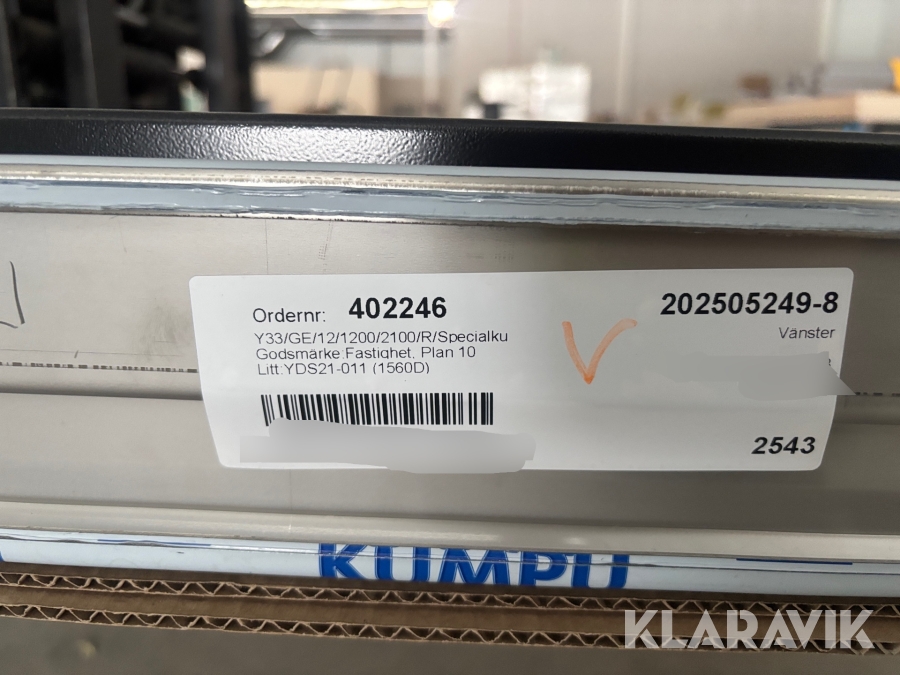 Ordernr: 402246
202505249-8
Y33/GE/12/1200/2100/R/Specialku
Vänster
Godsmärke:Fastighet, Plan 10
Litt:YDS21-011 (1560D)
V
2543
KUMPU
KLARAVIK